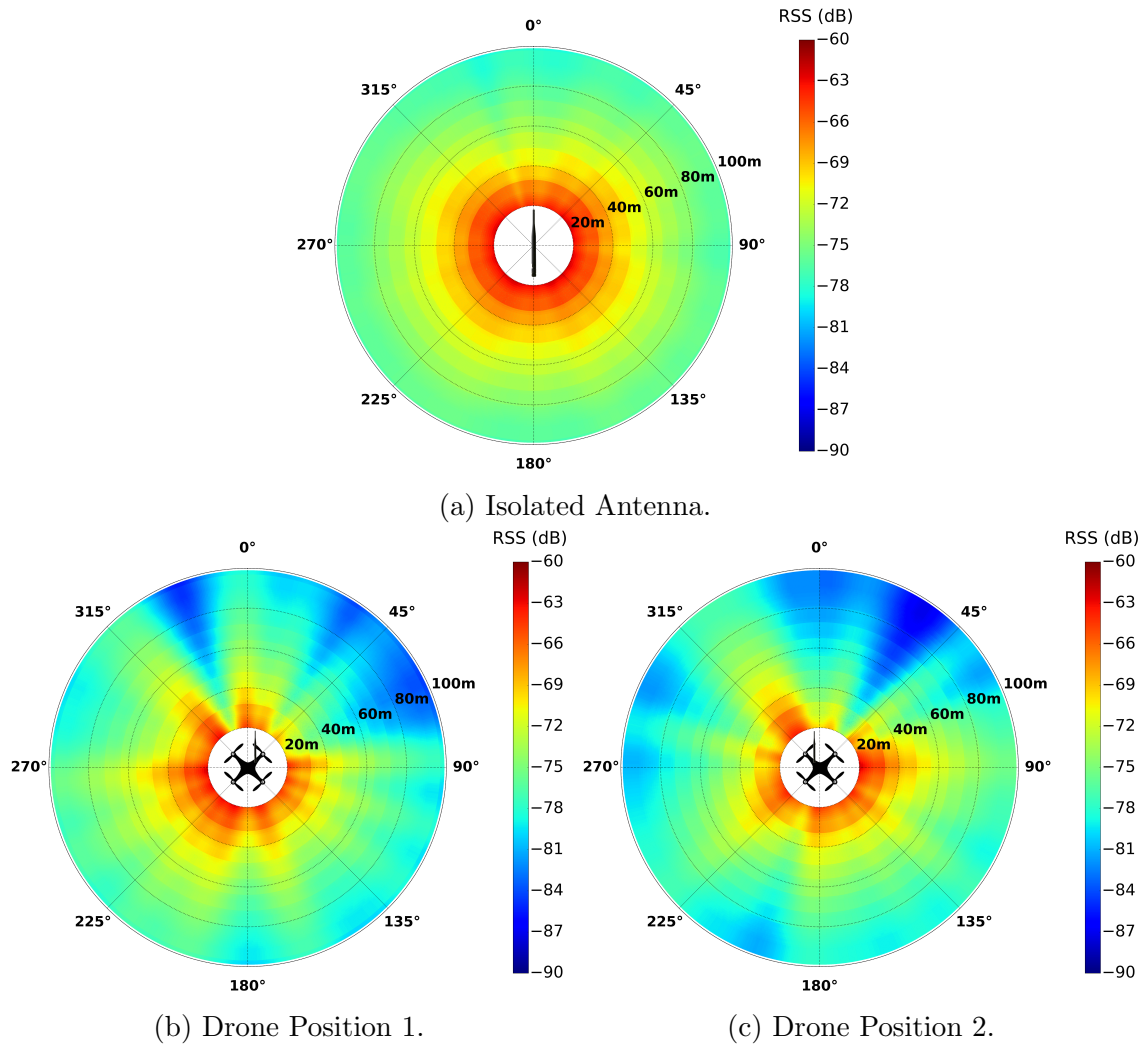 RSS (dB)
0°
−60
315°
45°
−63
−66
100m
80m
60m
−69
40m
20m
−72
270°
90°
−75
−78
−81
225°
135°
−84
−87
−90
180°
(a) Isolated Antenna.
RSS (dB)
0°
−60
315°
45°
−63
−66
100m
80m
60m
−69
40m
20m
−72
270°
90°
−75
−78
−81
225°
135°
−84
−87
−90
180°
(b) Drone Position 1.
RSS (dB)
0°
−60
315°
45°
−63
−66
100m
80m
60m
−69
40m
20m
−72
270°
90°
−75
−78
−81
225°
135°
−84
−87
−90
180°
(c) Drone Position 2.